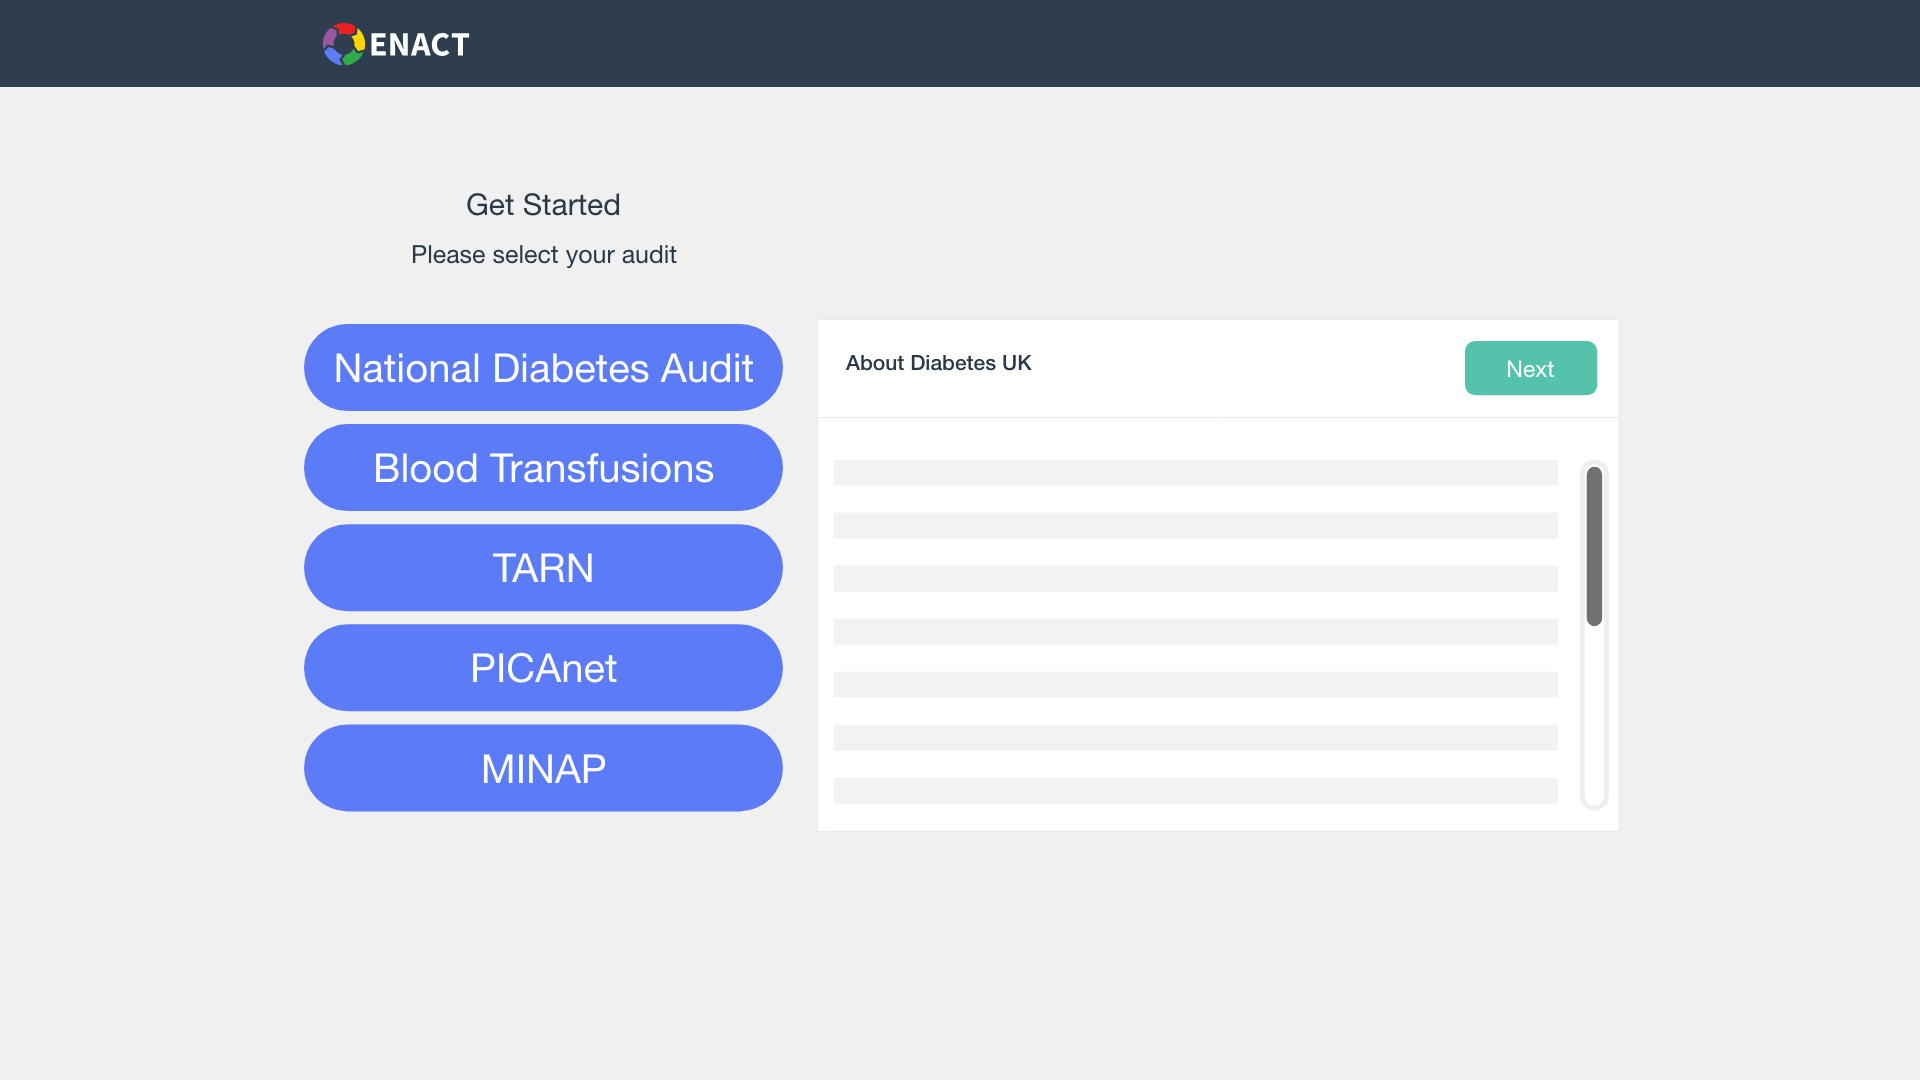 ENACT
Get Started
Please select your audit
National Diabetes Audit
Blood Transfusions
TARN
PICAnet
MINAP
About Diabetes UK
Next